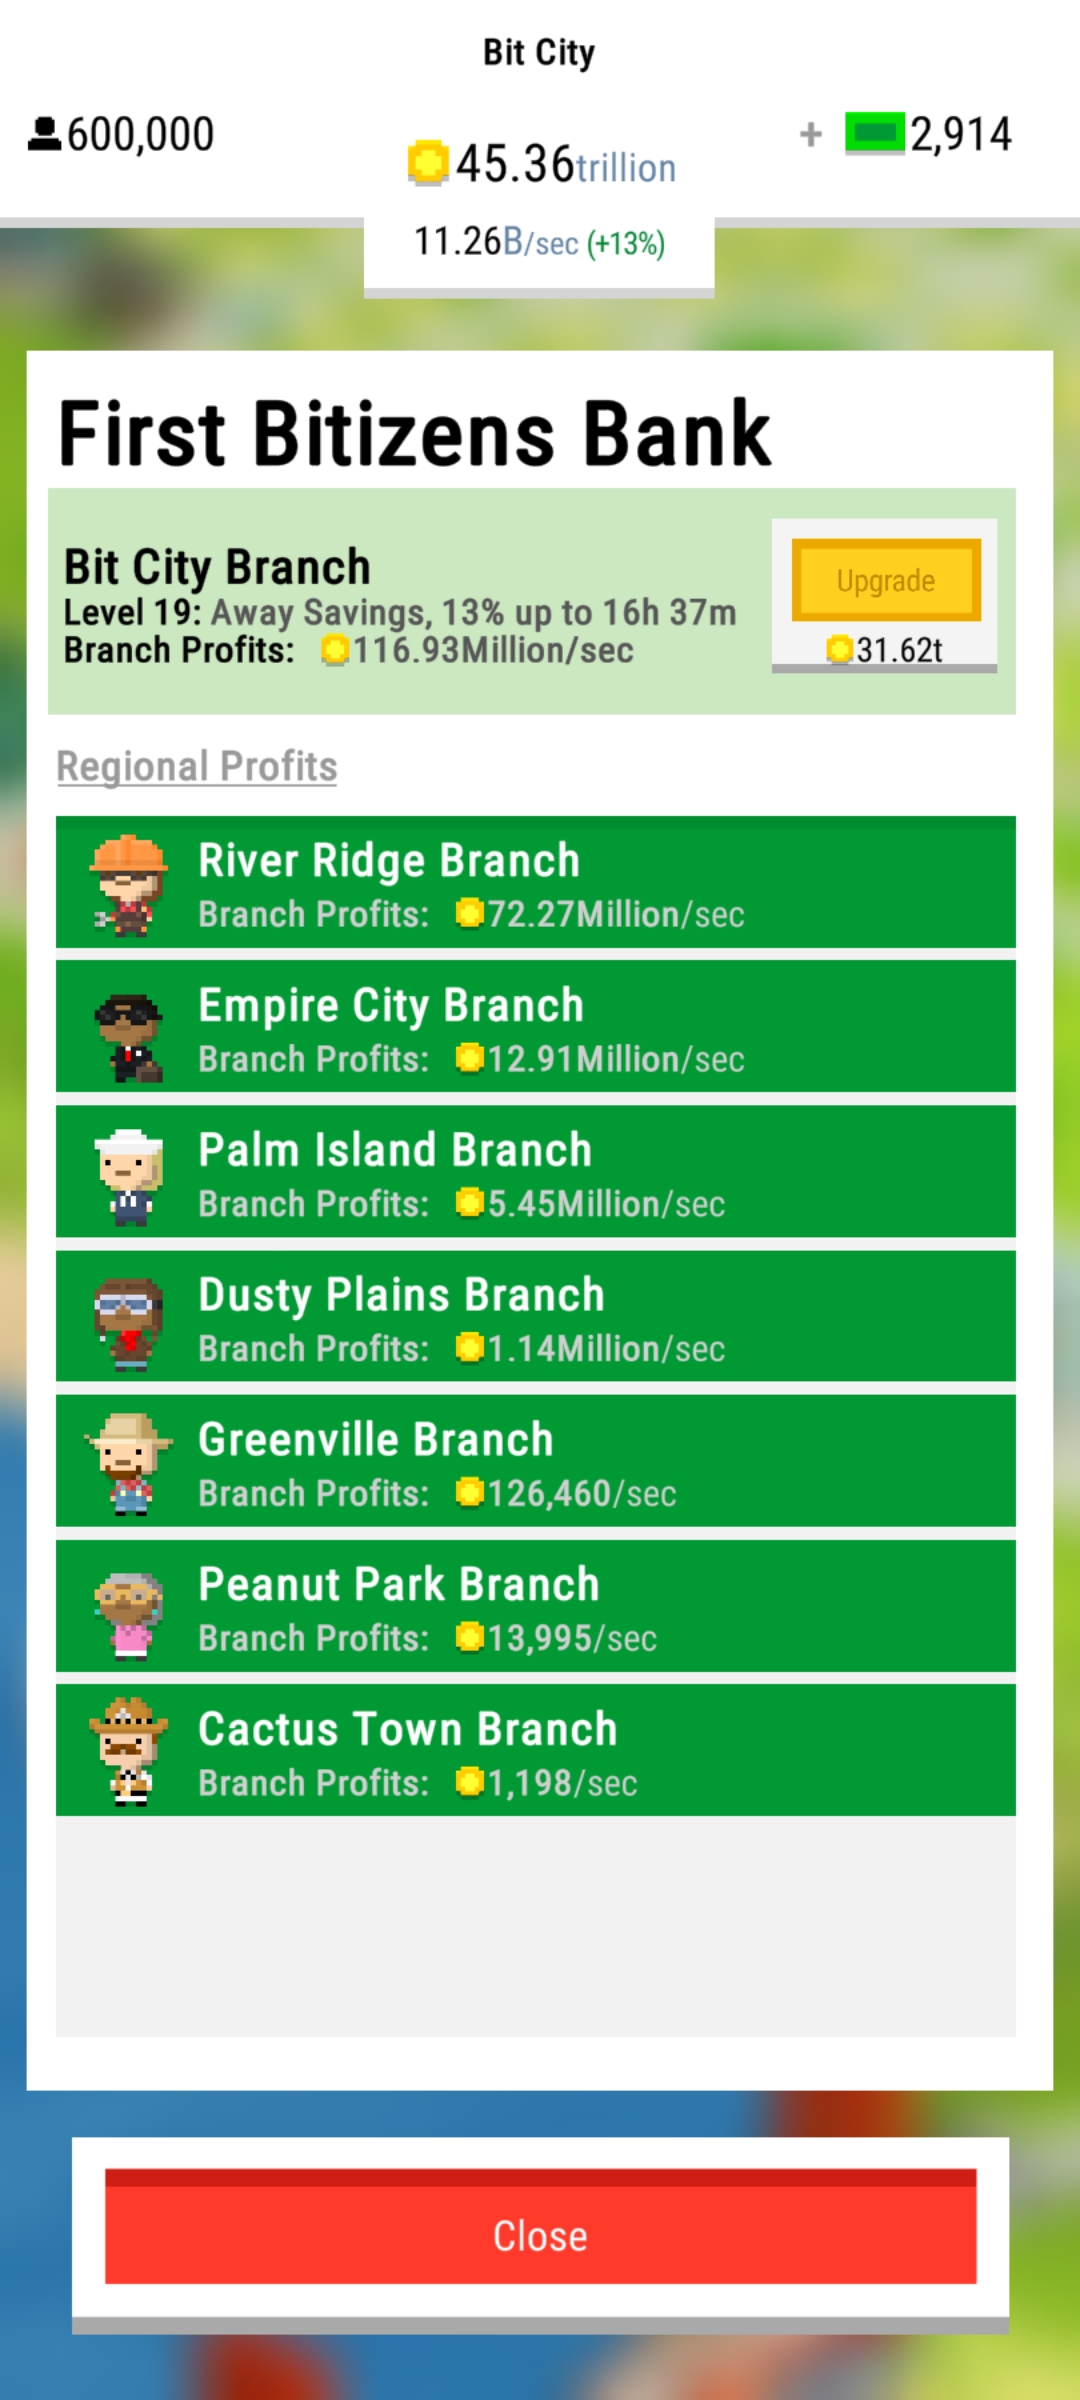 Bit City
600,000
45.36trillion
+ 2,914
11.26B/sec (+13%)
First Bitizens Bank
Bit City Branch
Level 19: Away Savings, 13% up to 16h 37m
Branch Profits: 116.93Million/sec
Upgrade
31.62t
Regional Profits
River Ridge Branch
Branch Profits: 72.27Million/sec
Empire City Branch
Branch Profits: 12.91Million/sec
Palm Island Branch
Branch Profits: 5.45Million/sec
Dusty Plains Branch
Branch Profits: 1.14Million/sec
Greenville Branch
Branch Profits: 126,460/sec
Peanut Park Branch
Branch Profits: 13,995/sec
Cactus Town Branch
Branch Profits: 1,198/sec
Close